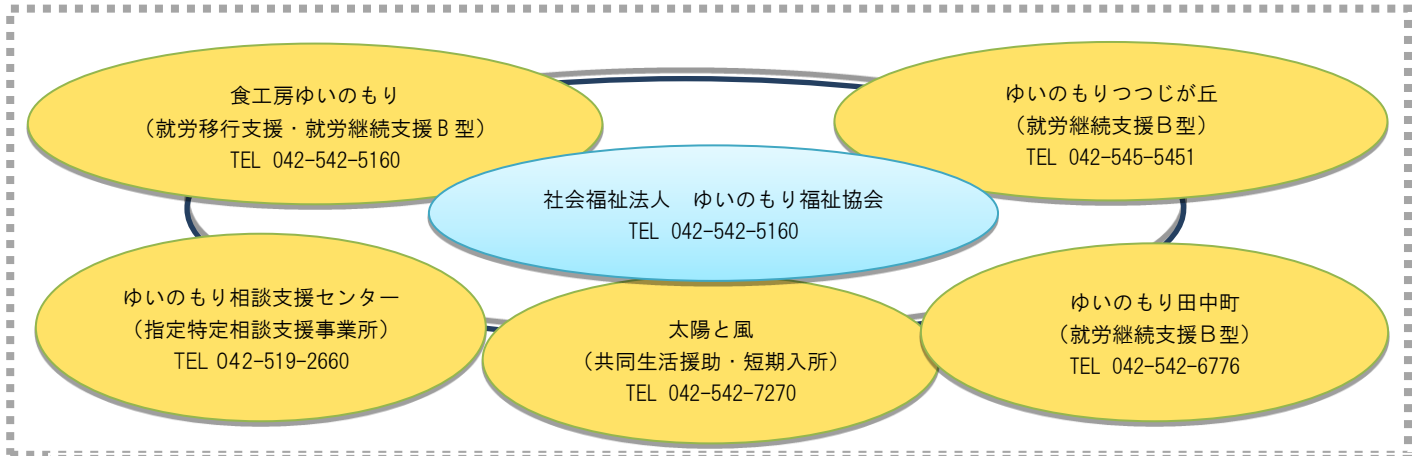 食工房ゆいのもり
（就労移行支援・就労継続支援Ｂ型）
TEL 042-542-5160
ゆいのもりつつじが丘
（就労継続支援Ｂ型）
TEL 042-545-5451
社会福祉法人　ゆいのもり福祉協会
TEL 042-542-5160
ゆいのもり相談支援センター
（指定特定相談支援事業所）
TEL 042-519-2660
太陽と風
（共同生活援助・短期入所）
TEL 042-542-7270
ゆいのもり田中町
（就労継続支援Ｂ型）
TEL 042-542-6776